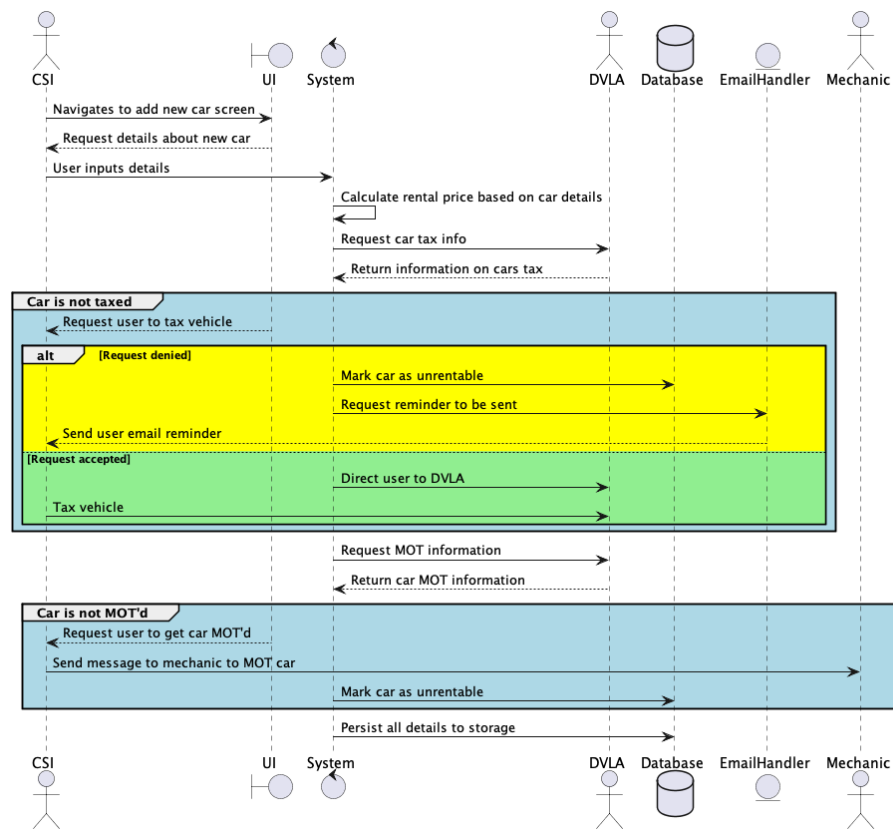 CSI UI System DVLA Database EmailHandler Mechanic
Navigates to add new car screen
Request details about new car
User inputs details
Calculate rental price based on car details
Request car tax info
Return information on cars tax
Car is not taxed
Request user to tax vehicle
alt [Request denied]
Mark car as unrentable
Request reminder to be sent
Send user email reminder
[Request accepted]
Direct user to DVLA
Tax vehicle
Request MOT information
Return car MOT information
Car is not MOT'd
Request user to get car MOT'd
Send message to mechanic to MOT car
Mark car as unrentable
Persist all details to storage
CSI UI System DVLA Database EmailHandler Mechanic